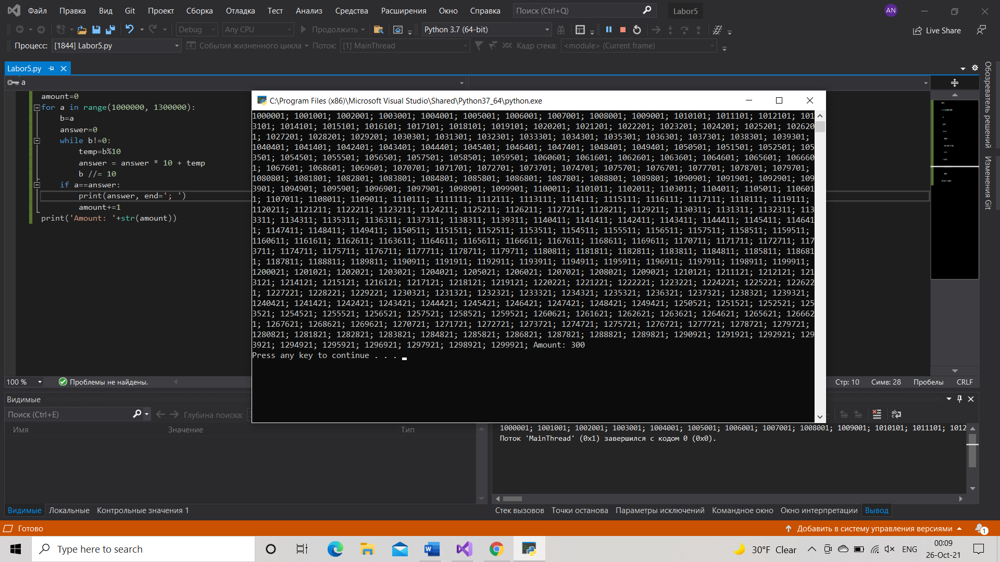 Файл Правка Вид Git Проект Сборка Отладка Тест Анализ Средства Расширения Окно Справка Поиск (Ctrl+Q) Labor5 AN
Debug Any CPU Продолжить Python 3.7 (64-bit) Live Share
Процесс: [1844] Labor5.py События жизненного цикла Поток: [1] MainThread Кадр стека: <module> (Current frame)
Labor5.py
a
amount=0
for a in range(1000000, 1300000):
b=a
answer=0
while b!=0:
temp=b%10
answer = answer * 10 + temp
b //= 10
if a==answer:
print(answer, end='; ')
amount+=1
print('Amount: '+str(amount))
C:\Program Files (x86)\Microsoft Visual Studio\Shared\Python37_64\python.exe
1000001; 1001001; 1002001; 1003001; 1004001; 1005001; 1006001; 1007001; 1008001; 1009001; 1010101; 1011101; 1012101; 101
3101; 1014101; 1015101; 1016101; 1017101; 1018101; 1019101; 1020201; 1021201; 1022201; 1023201; 1024201; 1025201; 102620
1; 1027201; 1028201; 1029201; 1030301; 1031301; 1032301; 1033301; 1034301; 1035301; 1036301; 1037301; 1038301; 1039301;
1040401; 1041401; 1042401; 1043401; 1044401; 1045401; 1046401; 1047401; 1048401; 1049401; 1050501; 1051501; 1052501; 105
3501; 1054501; 1055501; 1056501; 1057501; 1058501; 1059501; 1060601; 1061601; 1062601; 1063601; 1064601; 1065601; 106660
1; 1067601; 1068601; 1069601; 1070701; 1071701; 1072701; 1073701; 1074701; 1075701; 1076701; 1077701; 1078701; 1079701;
1080801; 1081801; 1082801; 1083801; 1084801; 1085801; 1086801; 1087801; 1088801; 1089801; 1090901; 1091901; 1092901; 109
3901; 1094901; 1095901; 1096901; 1097901; 1098901; 1099901; 1100011; 1101011; 1102011; 1103011; 1104011; 1105011; 110601
1; 1107011; 1108011; 1109011; 1110111; 1111111; 1112111; 1113111; 1114111; 1115111; 1116111; 1117111; 1118111; 1119111;
1120211; 1121211; 1122211; 1123211; 1124211; 1125211; 1126211; 1127211; 1128211; 1129211; 1130311; 1131311; 1132311; 113
3311; 1134311; 1135311; 1136311; 1137311; 1138311; 1139311; 1140411; 1141411; 1142411; 1143411; 1144411; 1145411; 114641
1; 1147411; 1148411; 1149411; 1150511; 1151511; 1152511; 1153511; 1154511; 1155511; 1156511; 1157511; 1158511; 1159511;
1160611; 1161611; 1162611; 1163611; 1164611; 1165611; 1166611; 1167611; 1168611; 1169611; 1170711; 1171711; 1172711; 117
3711; 1174711; 1175711; 1176711; 1177711; 1178711; 1179711; 1180811; 1181811; 1182811; 1183811; 1184811; 1185811; 118681
1; 1187811; 1188811; 1189811; 1190911; 1191911; 1192911; 1193911; 1194911; 1195911; 1196911; 1197911; 1198911; 1199911;
1200021; 1201021; 1202021; 1203021; 1204021; 1205021; 1206021; 1207021; 1208021; 1209021; 1210121; 1211121; 1212121; 121
3121; 1214121; 1215121; 1216121; 1217121; 1218121; 1219121; 1220221; 1221221; 1222221; 1223221; 1224221; 1225221; 122622
1; 1227221; 1228221; 1229221; 1230321; 1231321; 1232321; 1233321; 1234321; 1235321; 1236321; 1237321; 1238321; 1239321;
1240421; 1241421; 1242421; 1243421; 1244421; 1245421; 1246421; 1247421; 1248421; 1249421; 1250521; 1251521; 1252521; 125
3521; 1254521; 1255521; 1256521; 1257521; 1258521; 1259521; 1260621; 1261621; 1262621; 1263621; 1264621; 1265621; 126662
1; 1267621; 1268621; 1269621; 1270721; 1271721; 1272721; 1273721; 1274721; 1275721; 1276721; 1277721; 1278721; 1279721;
1280821; 1281821; 1282821; 1283821; 1284821; 1285821; 1286821; 1287821; 1288821; 1289821; 1290921; 1291921; 1292921; 129
3921; 1294921; 1295921; 1296921; 1297921; 1298921; 1299921; Amount: 300
Press any key to continue . . .
Обозреватель решений
Изменения Git
100 % Проблемы не найдены. Стр: 10 Симв: 28 Пробелы CRLF
Видимые
Поиск (Ctrl+E) Глубина поиска:
Имя Значение Тип
1000001; 1001001; 1002001; 1003001; 1004001; 1005001; 1006001; 1007001; 1008001; 1009001; 1010101; 1011101; 1012
Поток 'MainThread' (0x1) завершился с кодом 0 (0x0).
Видимые Локальные Контрольные значения 1 Стек вызовов Точки останова Параметры исключений Командное окно Окно интерпретации Вывод
Готово Добавить в систему управления версиями 1
Type here to search 30°F Clear ENG 00:09
26-Oct-21